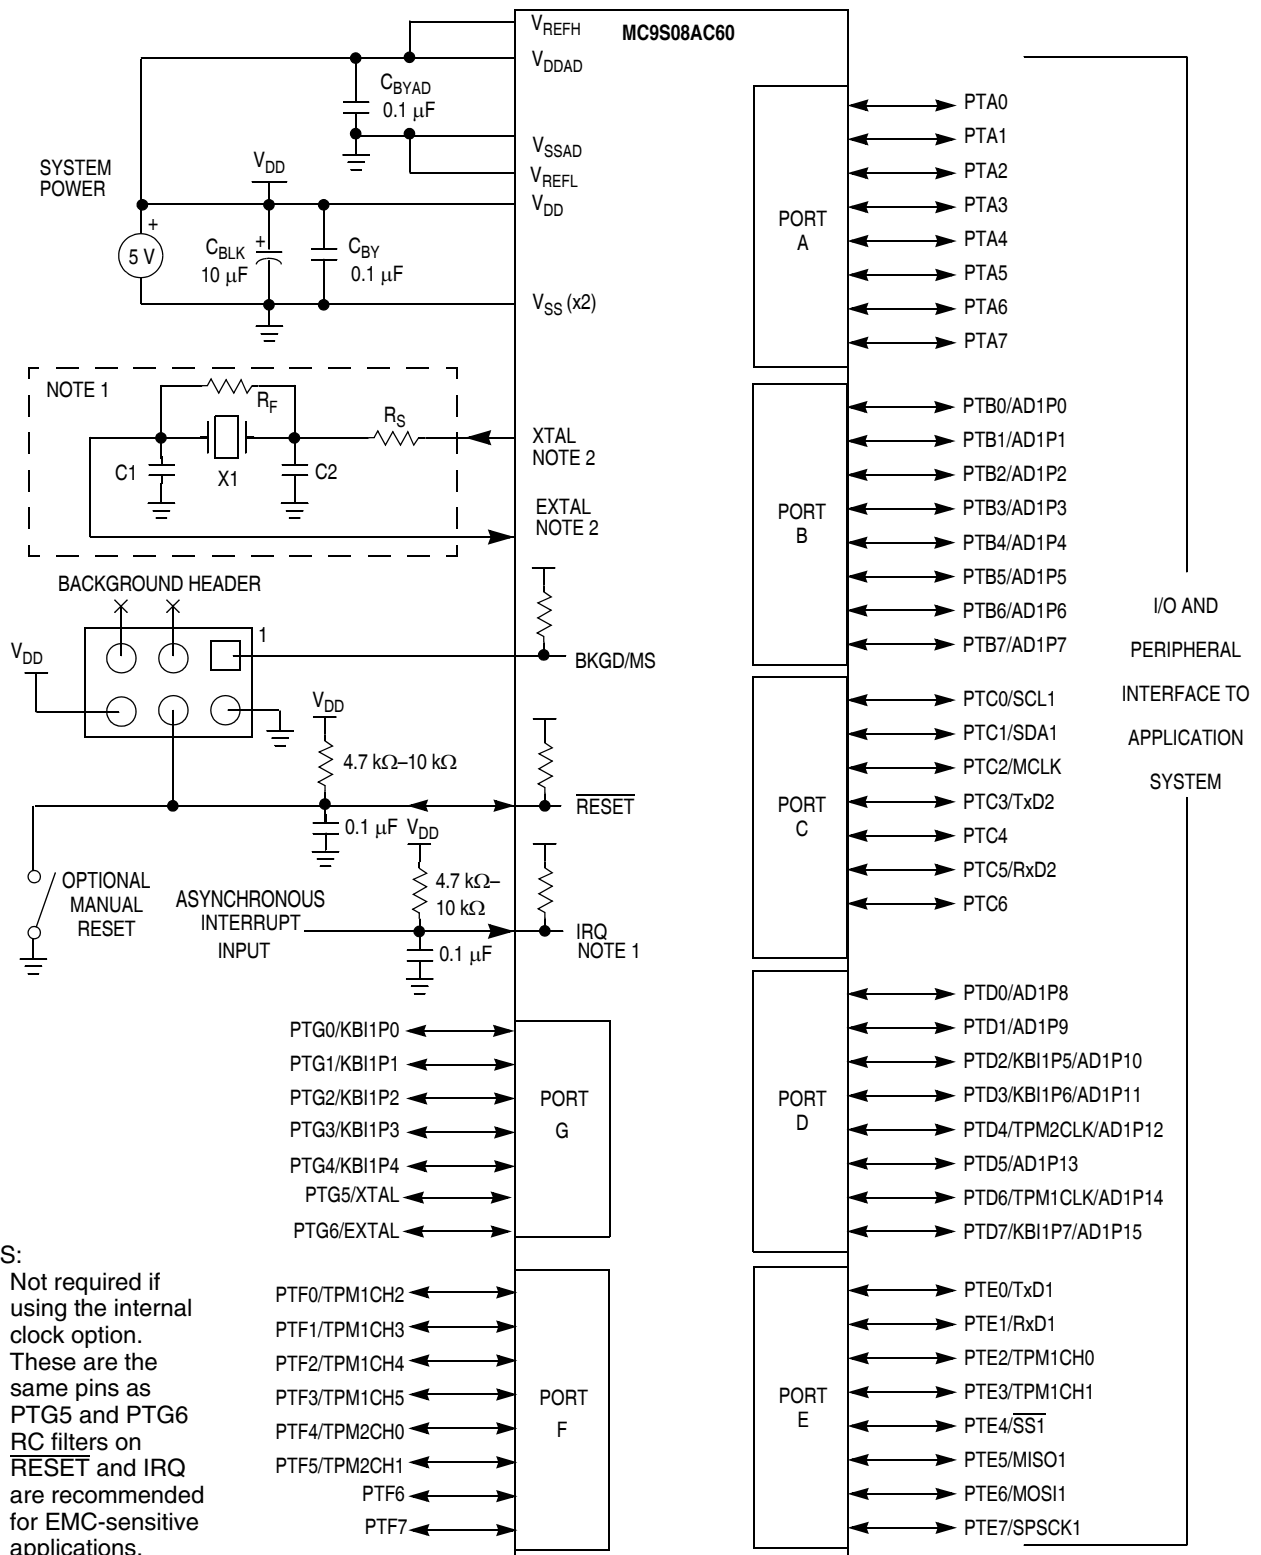 MC9S08AC60
VREFH
VDDAD
CBYAD
0.1 μF
VSSAD
VREFL
SYSTEM
POWER
VDD
VDD
+
5 V
CBLK
+
10 μF
CBY
0.1 μF
VSS (x2)
NOTE 1
RF
RS
C1
X1
C2
XTAL
NOTE 2
EXTAL
NOTE 2
BACKGROUND HEADER
1
VDD
BKGD/MS
VDD
4.7 kΩ–10 kΩ
RESET
0.1 μF
VDD
OPTIONAL
MANUAL
RESET
4.7 kΩ–
10 kΩ
ASYNCHRONOUS
INTERRUPT
INPUT
IRQ
NOTE 1
0.1 μF
PTG0/KBI1P0
PTG1/KBI1P1
PTG2/KBI1P2
PTG3/KBI1P3
PTG4/KBI1P4
PTG5/XTAL
PTG6/EXTAL
PORT
G
S:
Not required if
using the internal
clock option.
These are the
same pins as
PTG5 and PTG6
RC filters on
RESET and IRQ
are recommended
for EMC-sensitive
applications.
PTF0/TPM1CH2
PTF1/TPM1CH3
PTF2/TPM1CH4
PTF3/TPM1CH5
PTF4/TPM2CH0
PTF5/TPM2CH1
PTF6
PTF7
PORT
F
PORT
A
PTA0
PTA1
PTA2
PTA3
PTA4
PTA5
PTA6
PTA7
PORT
B
PTB0/AD1P0
PTB1/AD1P1
PTB2/AD1P2
PTB3/AD1P3
PTB4/AD1P4
PTB5/AD1P5
PTB6/AD1P6
PTB7/AD1P7
PORT
C
PTC0/SCL1
PTC1/SDA1
PTC2/MCLK
PTC3/TxD2
PTC4
PTC5/RxD2
PTC6
PORT
D
PTD0/AD1P8
PTD1/AD1P9
PTD2/KBI1P5/AD1P10
PTD3/KBI1P6/AD1P11
PTD4/TPM2CLK/AD1P12
PTD5/AD1P13
PTD6/TPM1CLK/AD1P14
PTD7/KBI1P7/AD1P15
PORT
E
PTE0/TxD1
PTE1/RxD1
PTE2/TPM1CH0
PTE3/TPM1CH1
PTE4/SS1
PTE5/MISO1
PTE6/MOSI1
PTE7/SPSCK1
I/O AND
PERIPHERAL
INTERFACE TO
APPLICATION
SYSTEM